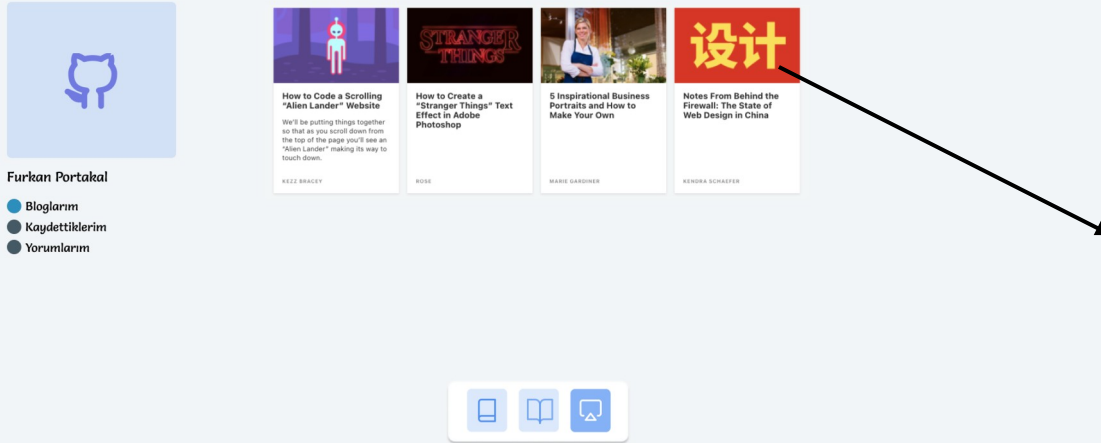 Furkan Portakal
Bloglarım
Kaydettiklerim
Yorumlarım
How to Code a Scrolling
“Alien Lander” Website
We’ll be putting things together
so that as you scroll down from
the top of the page you’ll see an
“Alien Lander” making its way to
touch down.
KEZZ BRACEY
STRANGER
THINGS
How to Create a
“Stranger Things” Text
Effect in Adobe
Photoshop
ROSE
5 Inspirational Business
Portraits and How to
Make Your Own
MARIE GARDINER
设计
Notes From Behind the
Firewall: The State of
Web Design in China
KENDRA SCHAEFER